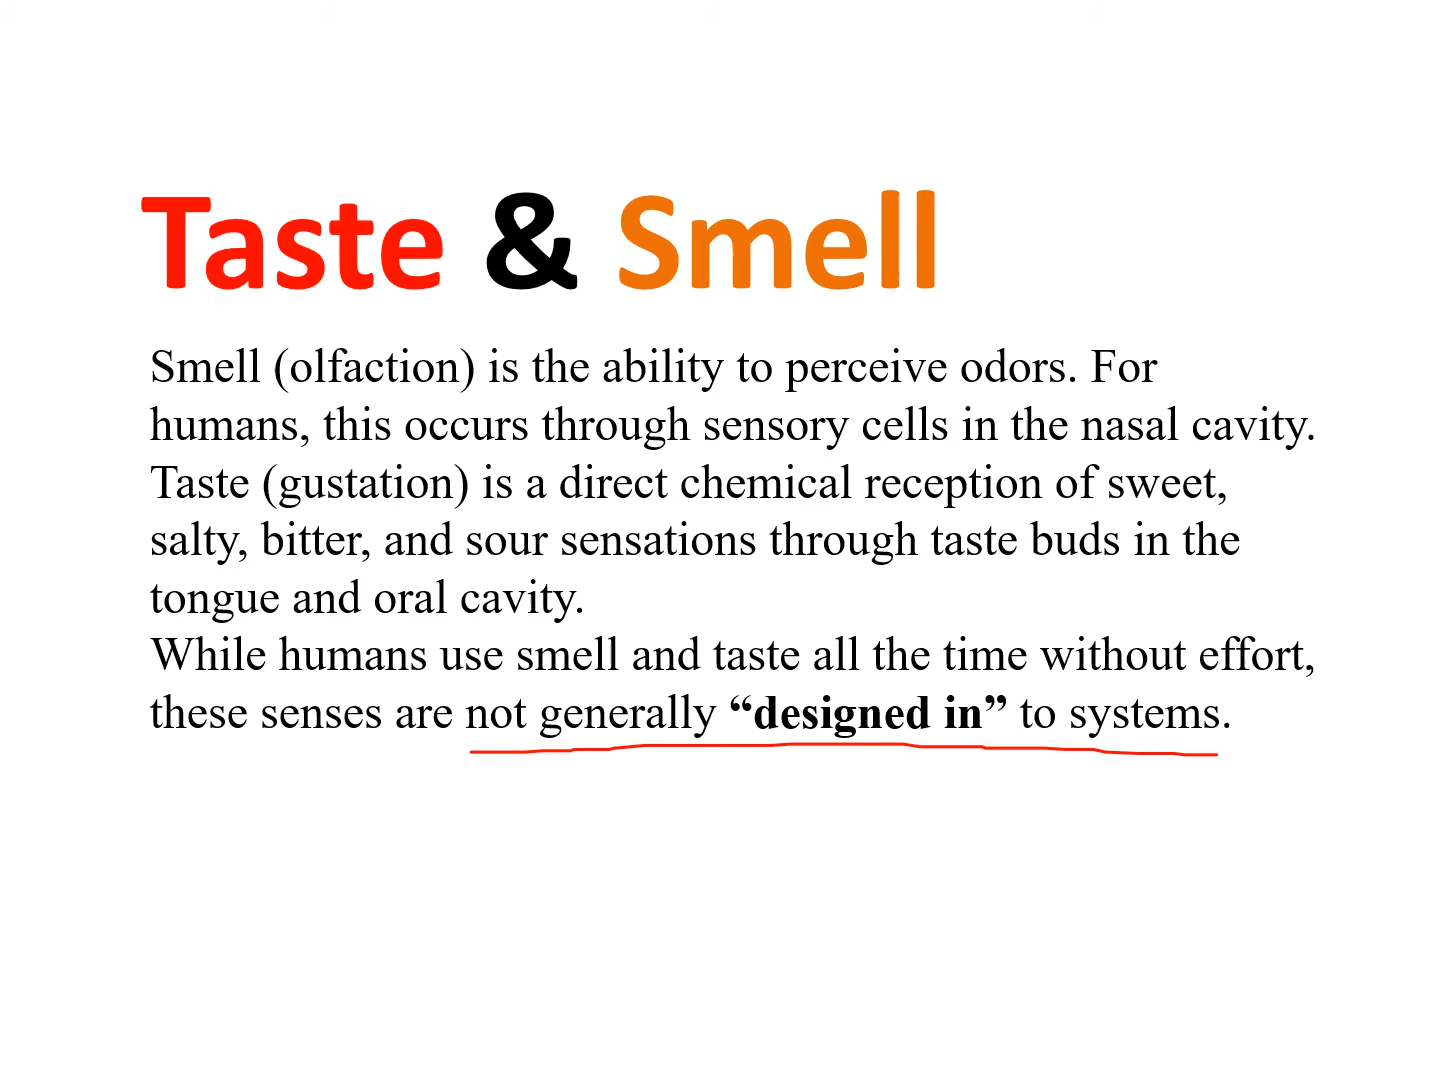 Taste & Smell
Smell (olfaction) is the ability to perceive odors. For
humans, this occurs through sensory cells in the nasal cavity.
Taste (gustation) is a direct chemical reception of sweet,
salty, bitter, and sour sensations through taste buds in the
tongue and oral cavity.
While humans use smell and taste all the time without effort,
these senses are not generally “designed in” to systems.